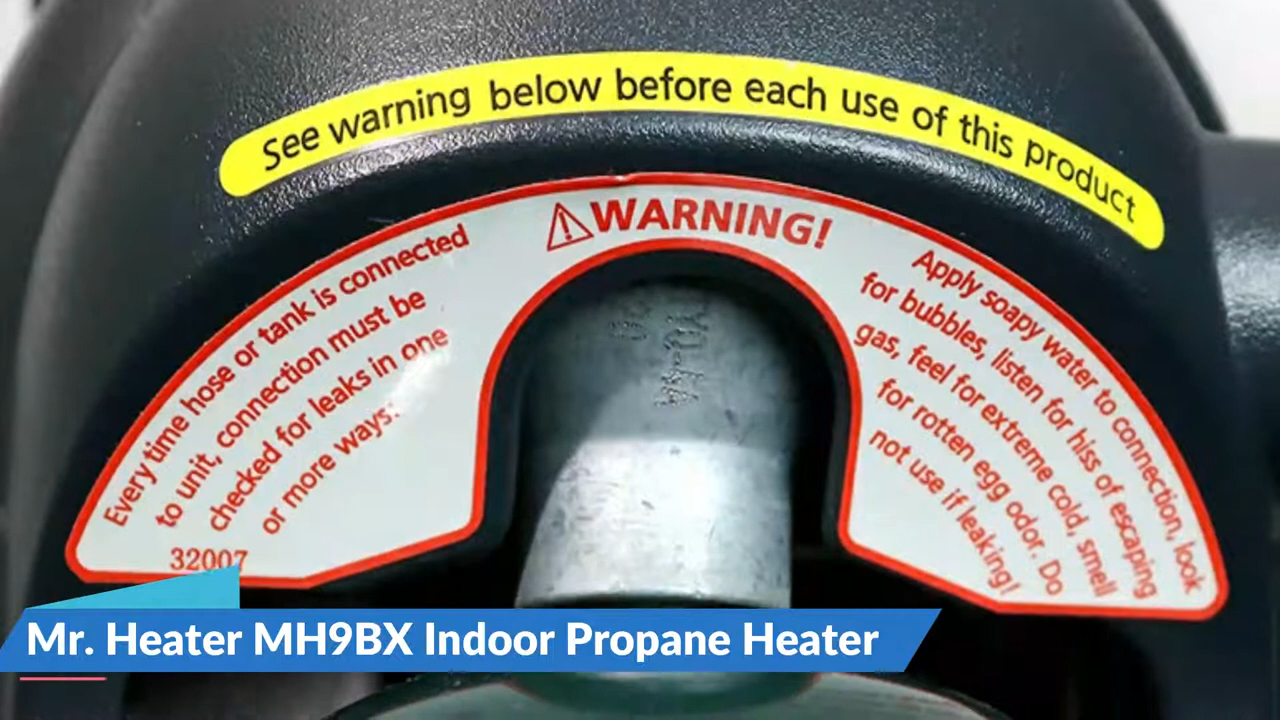 See warning below before each use of this product
WARNING!
Every time hose or tank is connected
to unit, connection must be
checked for leaks in one
or more ways:
32007
Apply soapy water to connection, look
for bubbles, listen for hiss of escaping
gas, feel for extreme cold, smell
for rotten egg odor. Do
not use if leaking!
Mr. Heater MH9BX Indoor Propane Heater